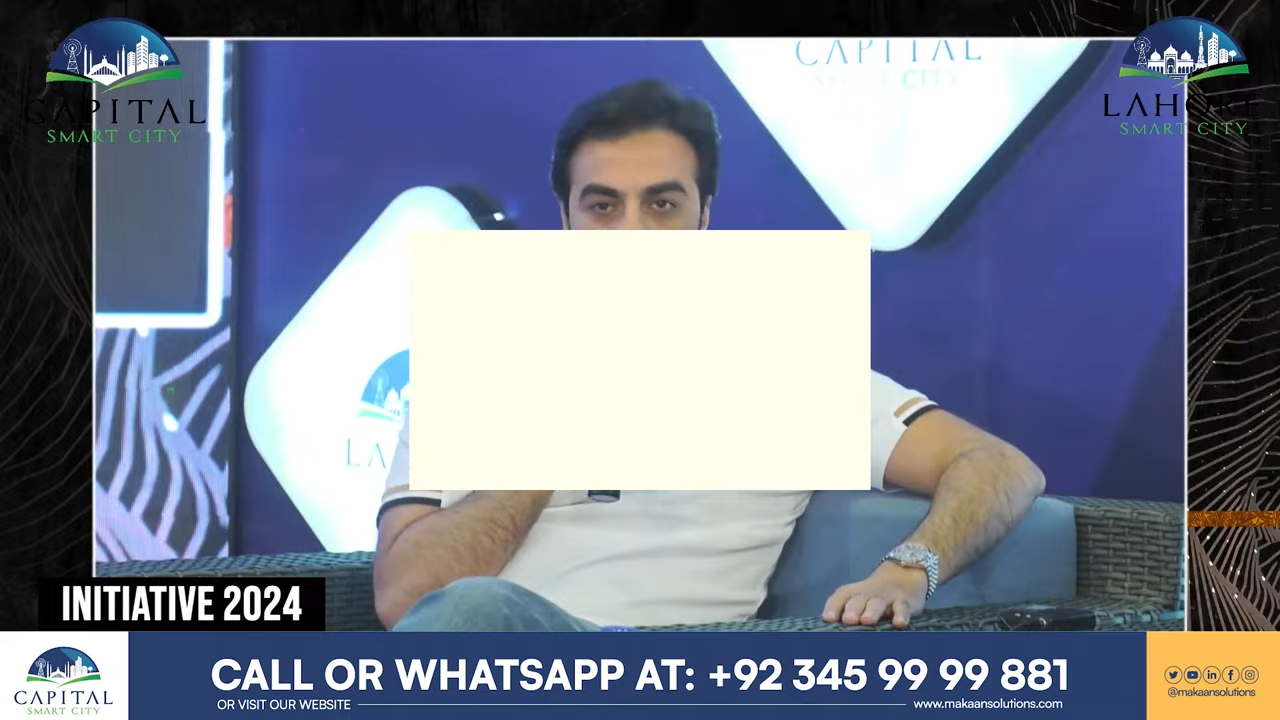 CAPITAL
SMART CITY
CAPITAL
SMART CITY
LAHORE
SMART CITY
LA
INITIATIVE 2024
CAPITAL
SMART CITY
CALL OR WHATSAPP AT: +92 345 99 99 881
OR VISIT OUR WEBSITE
www.makaansolutions.com
@makaansolutions